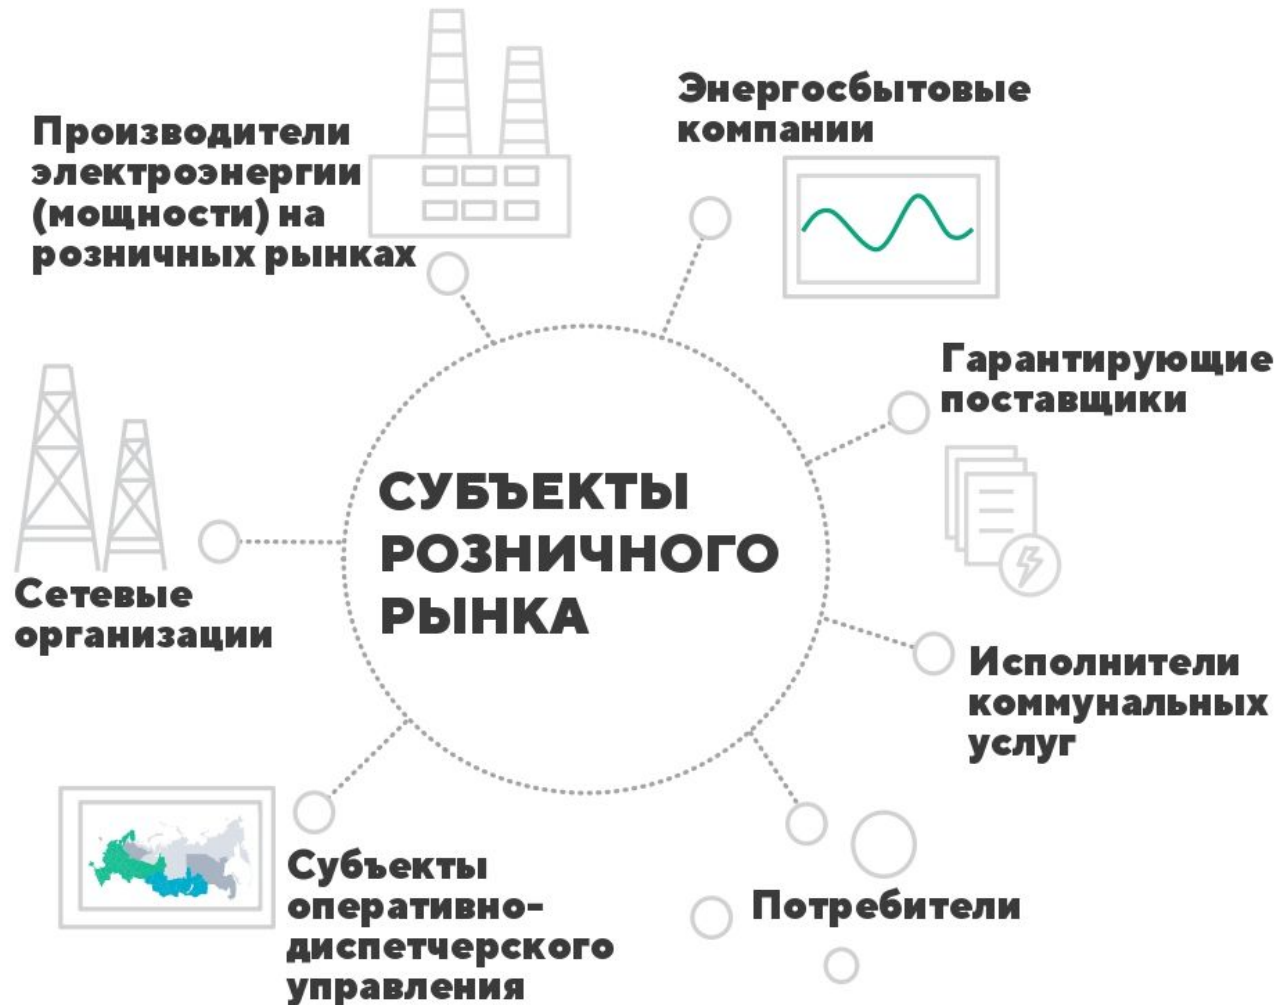 Производители
электроэнергии
(мощности) на
розничных рынках
Энергосбытовые
компании
Гарантирующие
поставщики
СУБЪЕКТЫ
РОЗНИЧНОГО
РЫНКА
Сетевые
организации
Исполнители
коммунальных
услуг
Субъекты
оперативно-
диспетчерского
управления
Потребители